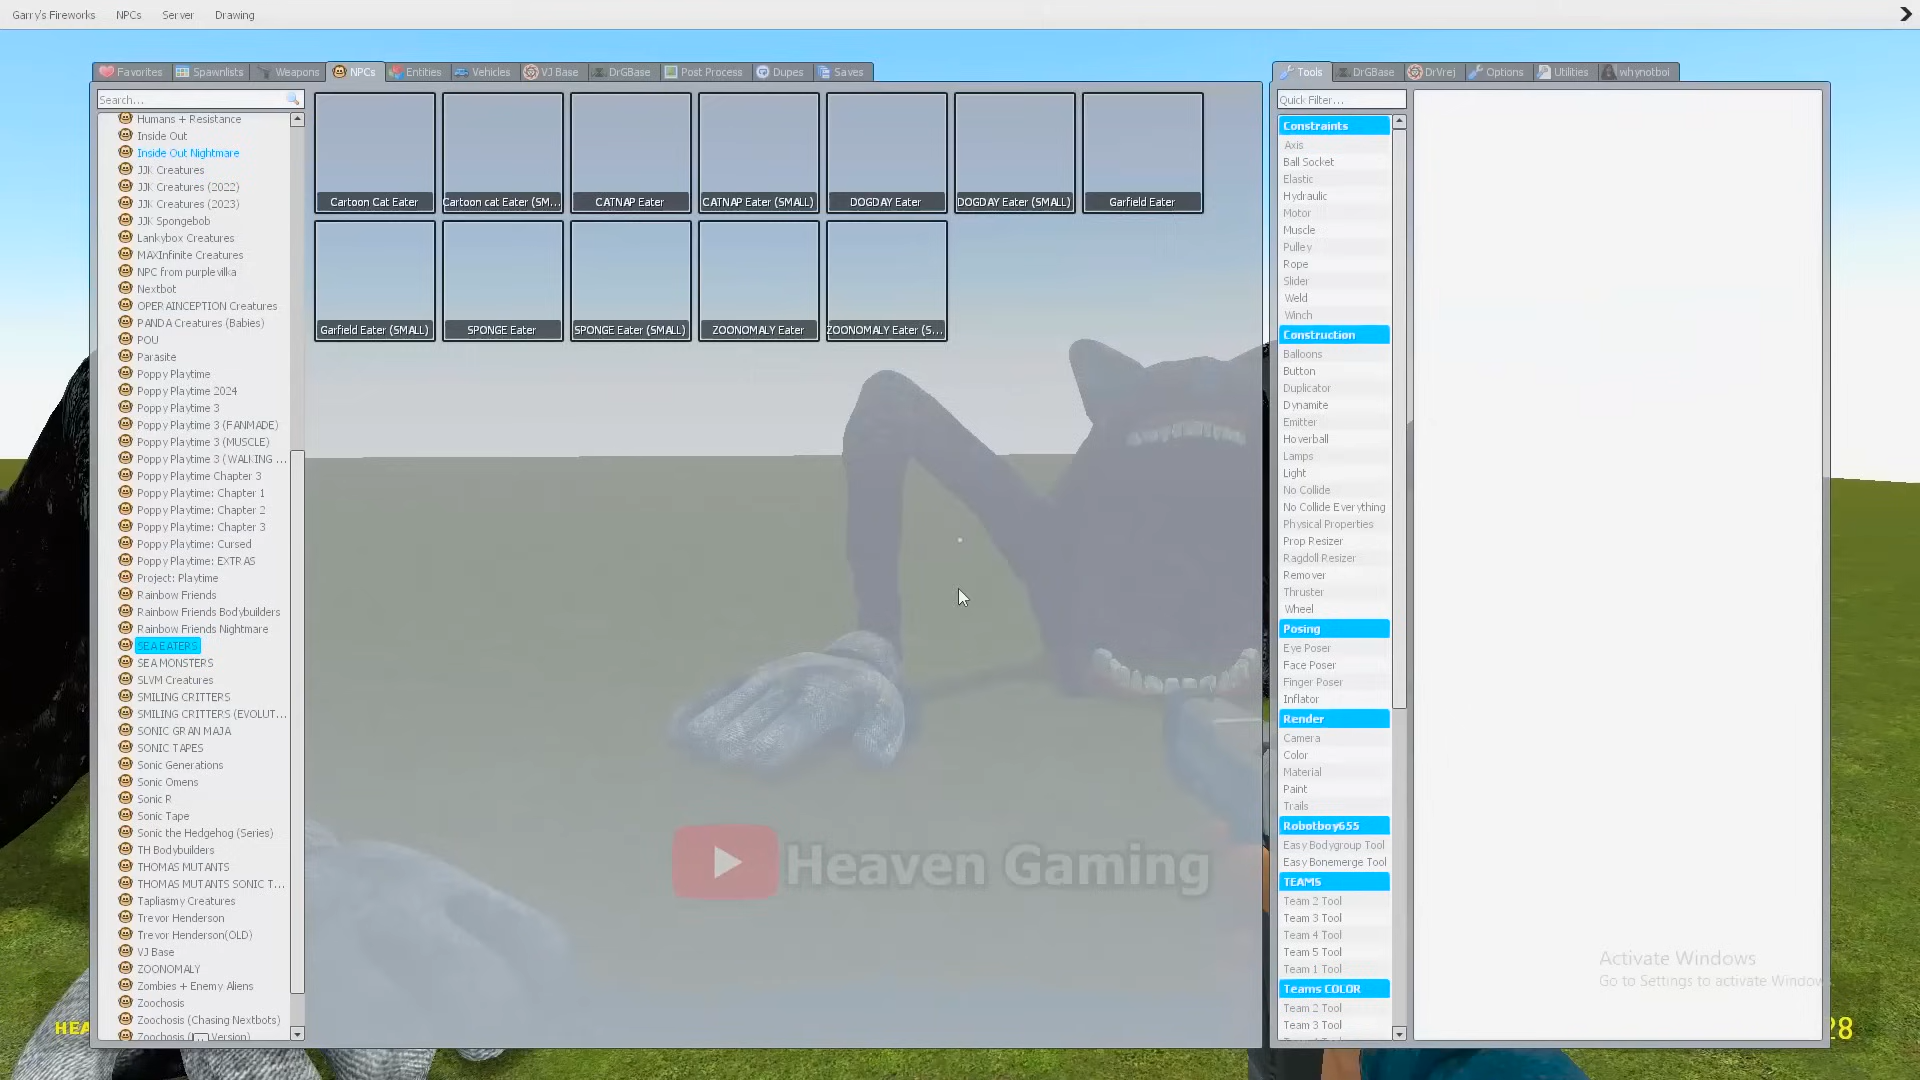 Garry's Fireworks NPCs Server Drawing
Favorites Spawnlists Weapons NPCs Entities Vehicles VJ Base DrGBase Post Process Dupes Saves
Search...
Humans + Resistance
Inside Out
Inside Out Nightmare
JJK Creatures
JJK Creatures (2022)
JJK Creatures (2023)
JJK Spongebob
Lankybox Creatures
MAXInfinite Creatures
NPC from purplevilka
Nextbot
OPERAINCEPTION Creatures
PANDA Creatures (Babies)
POU
Parasite
Poppy Playtime
Poppy Playtime 2024
Poppy Playtime 3
Poppy Playtime 3 (FANMADE)
Poppy Playtime 3 (MUSCLE)
Poppy Playtime 3 (WALKING ...
Poppy Playtime Chapter 3
Poppy Playtime: Chapter 1
Poppy Playtime: Chapter 2
Poppy Playtime: Chapter 3
Poppy Playtime: Cursed
Poppy Playtime: EXTRAS
Project: Playtime
Rainbow Friends
Rainbow Friends Bodybuilders
Rainbow Friends Nightmare
SEA EATERS
SEA MONSTERS
SLVM Creatures
SMILING CRITTERS
SMILING CRITTERS (EVOLUT...
SONIC GRAN MAJA
SONIC TAPES
Sonic Generations
Sonic Omens
Sonic R
Sonic Tape
Sonic the Hedgehog (Series)
TH Bodybuilders
THOMAS MUTANTS
THOMAS MUTANTS SONIC T...
Tapliasmy Creatures
Trevor Henderson
Trevor Henderson(OLD)
VJ Base
ZOONOMALY
Zombies + Enemy Aliens
Zoochosis
Zoochosis (Chasing Nextbots)
Zoochosis ( Version)
Cartoon Cat Eater
Cartoon cat Eater (SM...
CATNAP Eater
CATNAP Eater (SMALL)
DOGDAY Eater
DOGDAY Eater (SMALL)
Garfield Eater
Garfield Eater (SMALL)
SPONGE Eater
SPONGE Eater (SMALL)
ZOONOMALY Eater
ZOONOMALY Eater (S...
Heaven Gaming
HEA
Tools DrGBase DrVrej Options Utilities whynotboi
Quick Filter...
Constraints
Axis
Ball Socket
Elastic
Hydraulic
Motor
Muscle
Pulley
Rope
Slider
Weld
Winch
Construction
Balloons
Button
Duplicator
Dynamite
Emitter
Hoverball
Lamps
Light
No Collide
No Collide Everything
Physical Properties
Prop Resizer
Ragdoll Resizer
Remover
Thruster
Wheel
Posing
Eye Poser
Face Poser
Finger Poser
Inflator
Render
Camera
Color
Material
Paint
Trails
Robotboy655
Easy Bodygroup Tool
Easy Bonemerge Tool
TEAMS
Team 2 Tool
Team 3 Tool
Team 4 Tool
Team 5 Tool
Team 1 Tool
Teams COLOR
Team 2 Tool
Team 3 Tool
Activate Windows
Go to Settings to activate Window
28